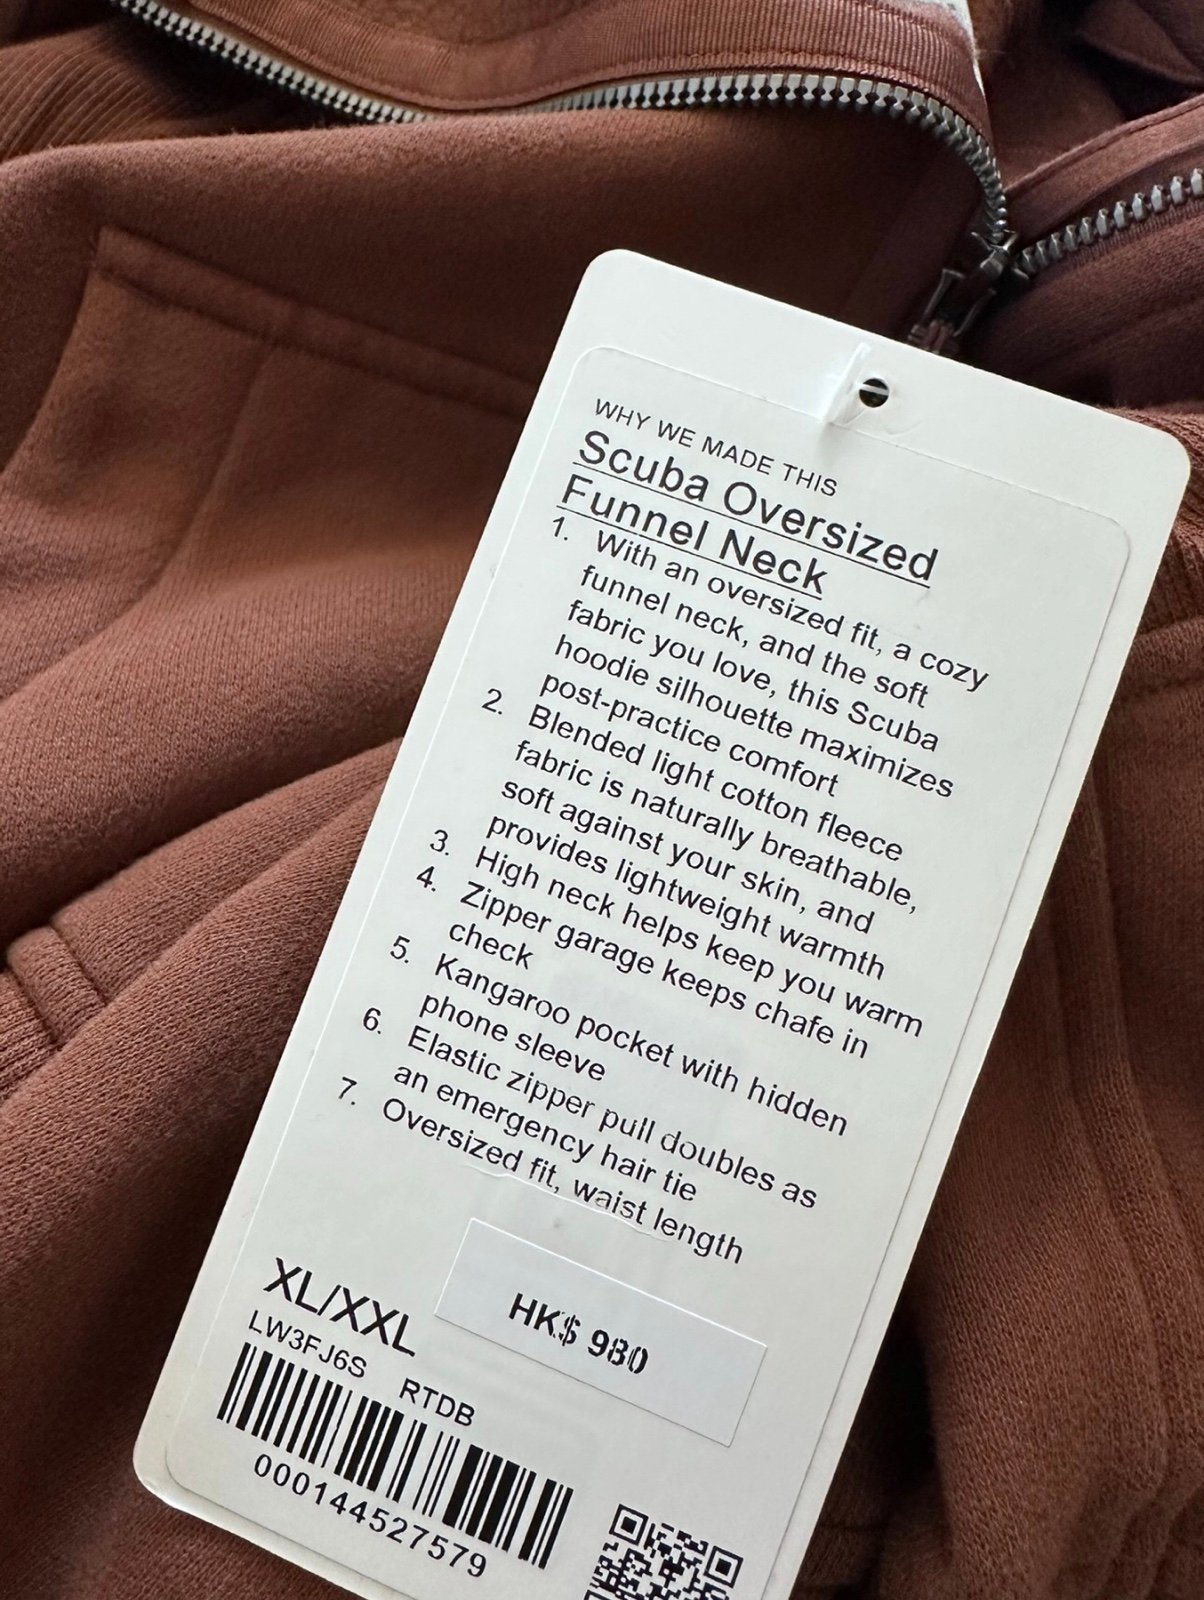 WHY WE MADE THIS
Scuba Oversized
Funnel Neck
1. With an oversized fit, a cozy
funnel neck, and the soft
fabric you love, this Scuba
hoodie silhouette maximizes
post-practice comfort
2. Blended light cotton fleece
fabric is naturally breathable,
soft against your skin, and
provides lightweight warmth
3. High neck helps keep you warm
4. Zipper garage keeps chafe in
check
5. Kangaroo pocket with hidden
phone sleeve
6. Elastic zipper pull doubles as
an emergency hair tie
7. Oversized fit, waist length
HK$ 980
XL/XXL
LW3FJ6S RTDB
000144527579